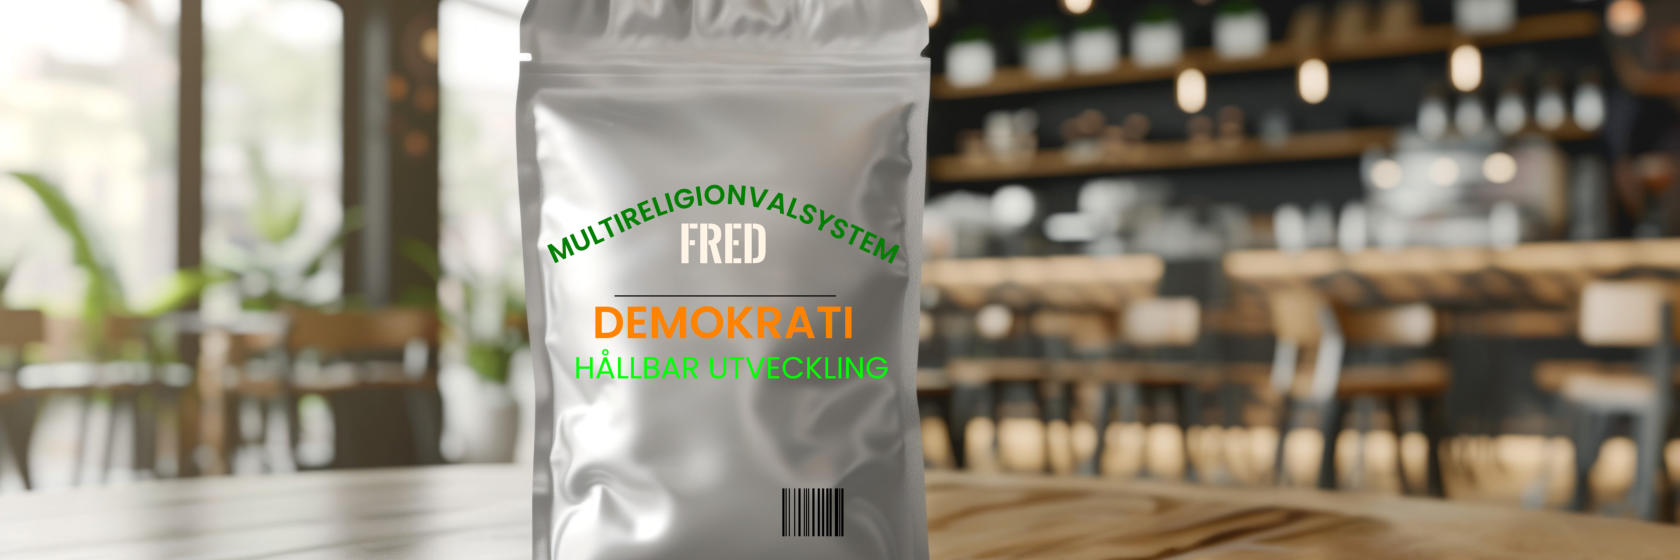 MULTIRELIGIONVALSYSTEM
FRED
DEMOKRATI
HÅLLBAR UTVECKLING